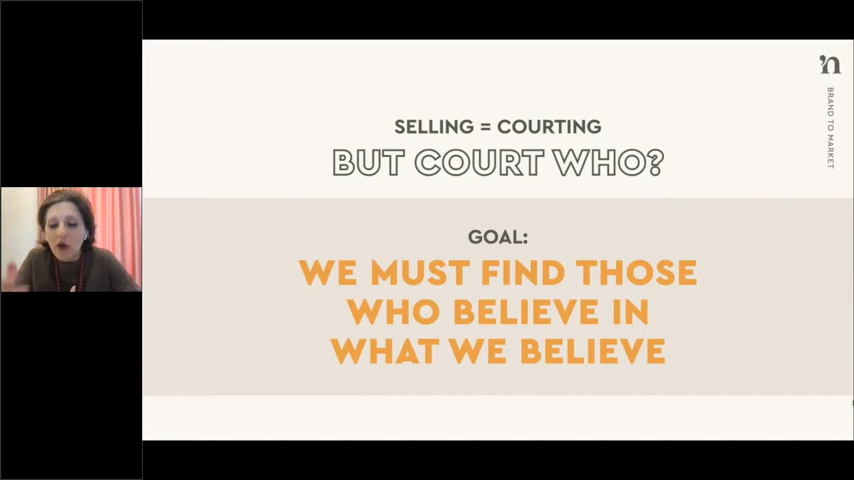 SELLING = COURTING
BUT COURT WHO?
GOAL:
WE MUST FIND THOSE
WHO BELIEVE IN
WHAT WE BELIEVE
'n
BRAND TO MARKET